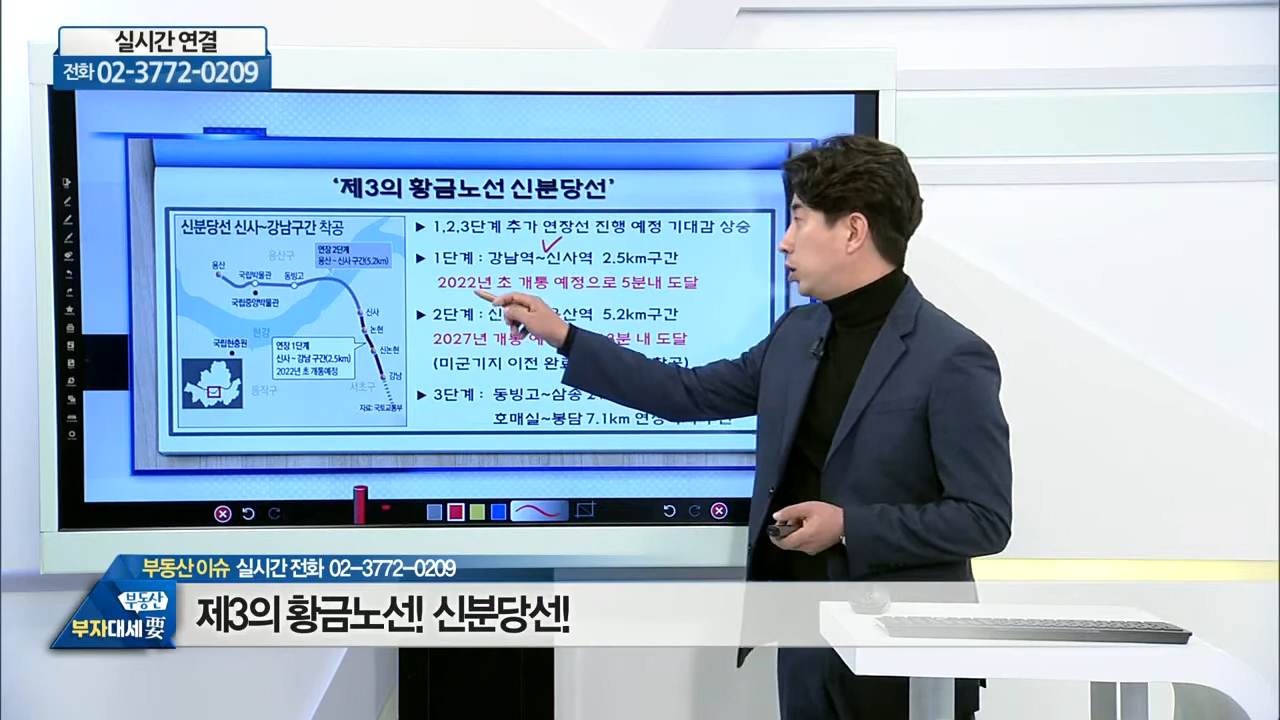 실시간 연결
전화 02-3772-0209
'제3의 황금노선 신분당선'
신분당선 신사~강남구간 착공
연장 2단계
용산 ~ 신사 구간(5.2km)
용산구
용산
국립박물관
동빙고
국립중앙박물관
신사
한강
논현
국립현충원
연장 1단계
신사 ~ 강남 구간(2.5km)
2022년 초 개통예정
신논현
강남
동작구
서초구
자료: 국토교통부
▶ 1,2,3단계 추가 연장선 진행 예정 기대감 상승
▶ 1단계 : 강남역~신사역 2.5km구간
2022년 초 개통 예정으로 5분내 도달
▶ 2단계 : 산역 5.2km구간
2027년 개통 분 내 도달
(미군기지 이전 완료 착공)
▶ 3단계 : 동빙고~삼송
호매실~봉담 7.1km
부동산 이슈 실시간 전화 02-3772-0209
부동산
부자대세 要
제3의 황금노선! 신분당선!